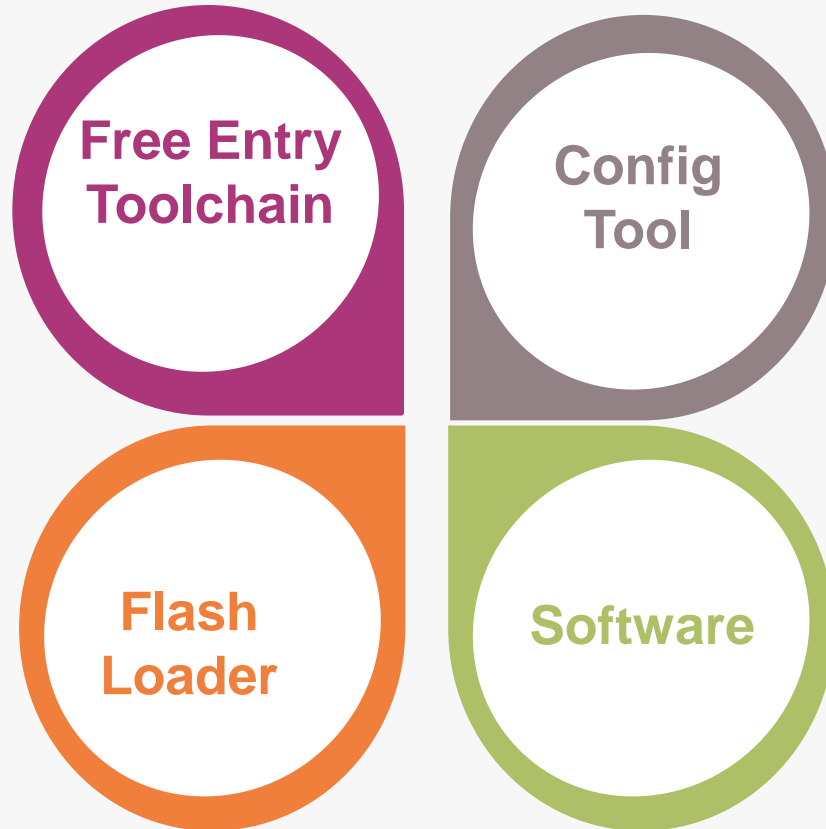 Free Entry
Toolchain
Config
Tool
Flash
Loader
Software